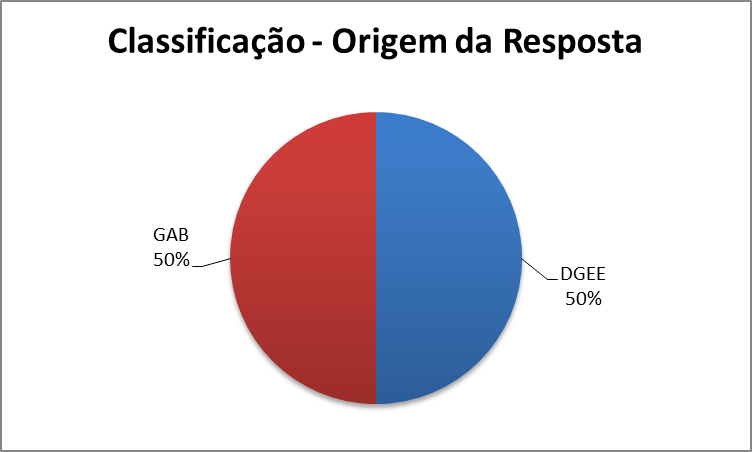 Classificação - Origem da Resposta
GAB
50%
DGEE
50%